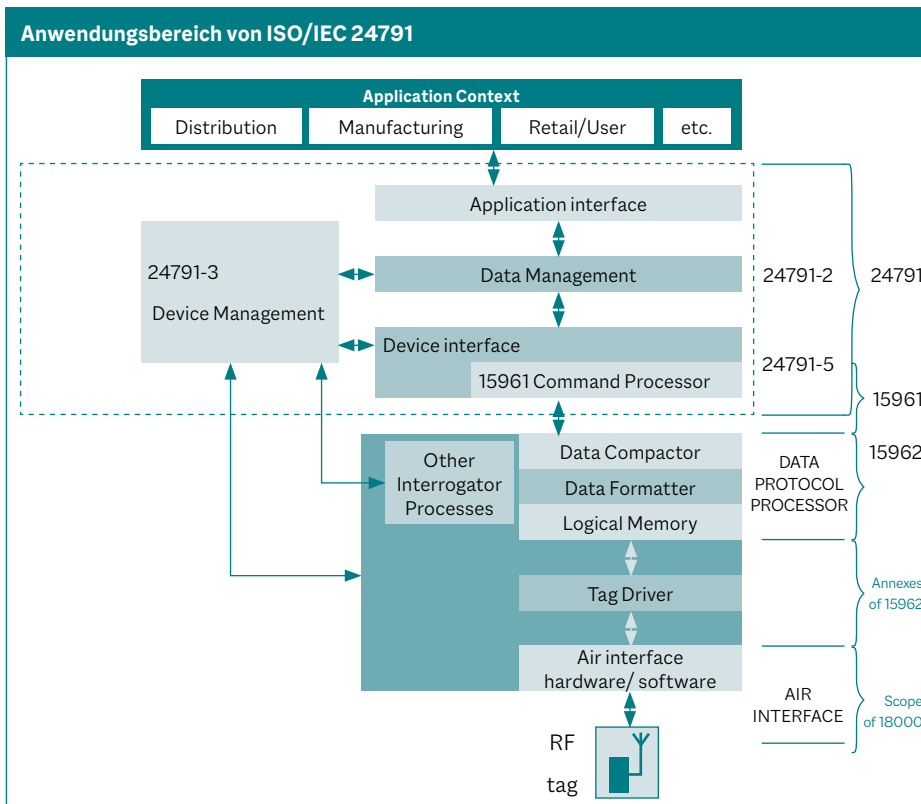 Anwendungsbereich von ISO/IEC 24791
Application Context
Distribution
Manufacturing
Retail/User
etc.
Application interface
24791-3
Device Management
Data Management
24791-2
24791
Device interface
15961 Command Processor
24791-5
15961
Other
Interrogator
Processes
Data Compactor
Data Formatter
Logical Memory
DATA
PROTOCOL
PROCESSOR
15962
Tag Driver
Annexes
of 15962
Air interface
hardware/ software
AIR
INTERFACE
Scope
of 18000
RF
tag